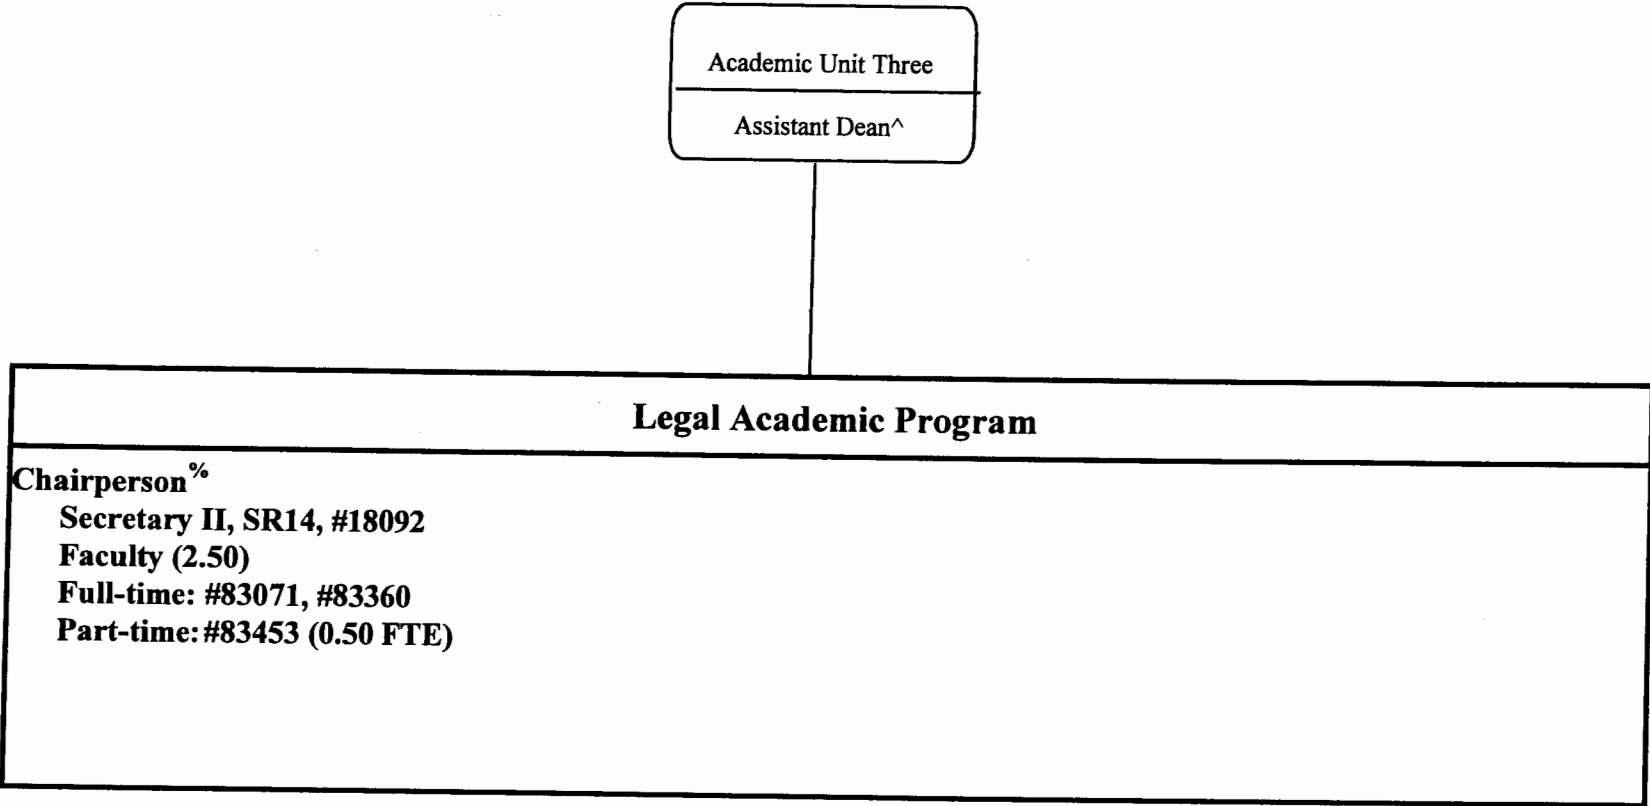 Academic Unit Three
Assistant Dean^
Legal Academic Program
Chairperson%
Secretary II, SR14, #18092
Faculty (2.50)
Full-time: #83071, #83360
Part-time: #83453 (0.50 FTE)